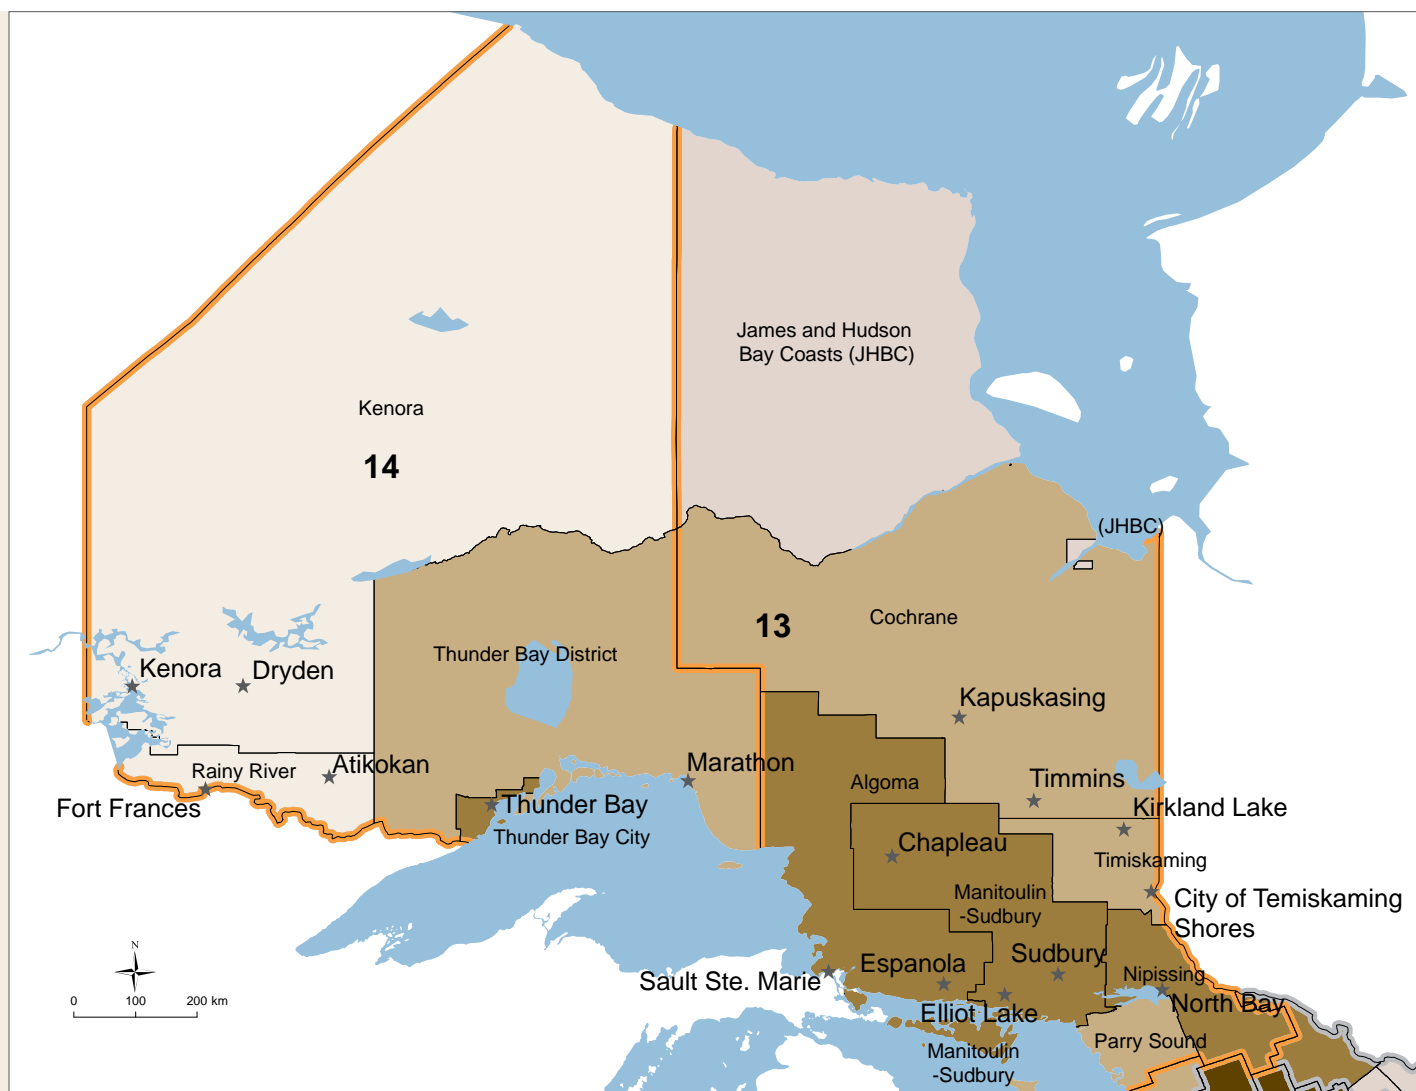 James and Hudson
Bay Coasts (JHBC)
Kenora
14
(JHBC)
13
Cochrane
Thunder Bay District
Kenora
Dryden
Kapuskasing
Rainy River
Atikokan
Marathon
Algoma
Timmins
Fort Frances
Thunder Bay
Kirkland Lake
Thunder Bay City
Chapleau
Timiskaming
Manitoulin
-Sudbury
City of Temiskaming
Shores
N
Sudbury
Espanola
Nipissing
Sault Ste. Marie
0 100 200 km
North Bay
Elliot Lake
Parry Sound
Manitoulin
-Sudbury